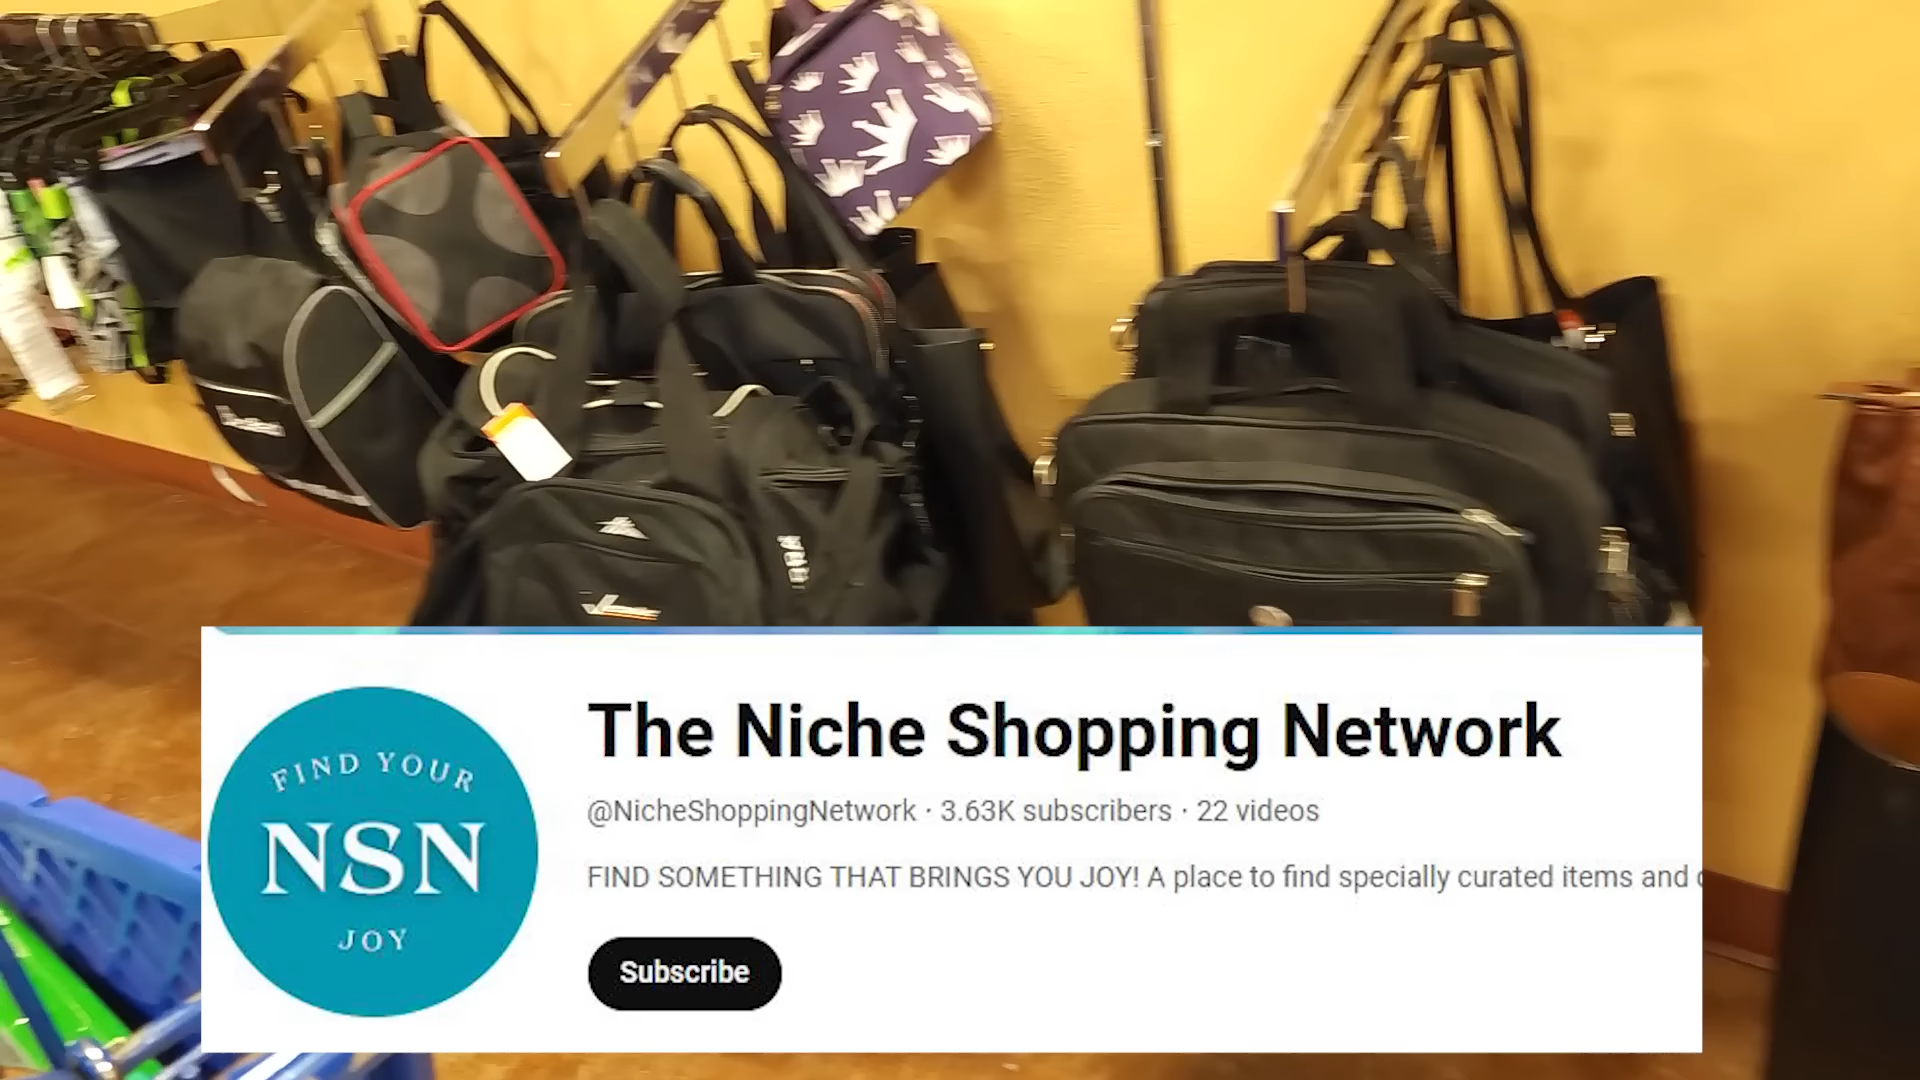 FIND YOUR
NSN
JOY
The Niche Shopping Network
@NicheShoppingNetwork · 3.63K subscribers · 22 videos
FIND SOMETHING THAT BRINGS YOU JOY! A place to find specially curated items and
Subscribe